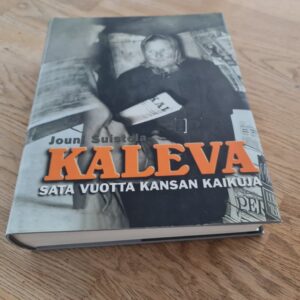 Jouni Suistola
KALEVA
SATA VUOTTA KANSAN KAIKUJA